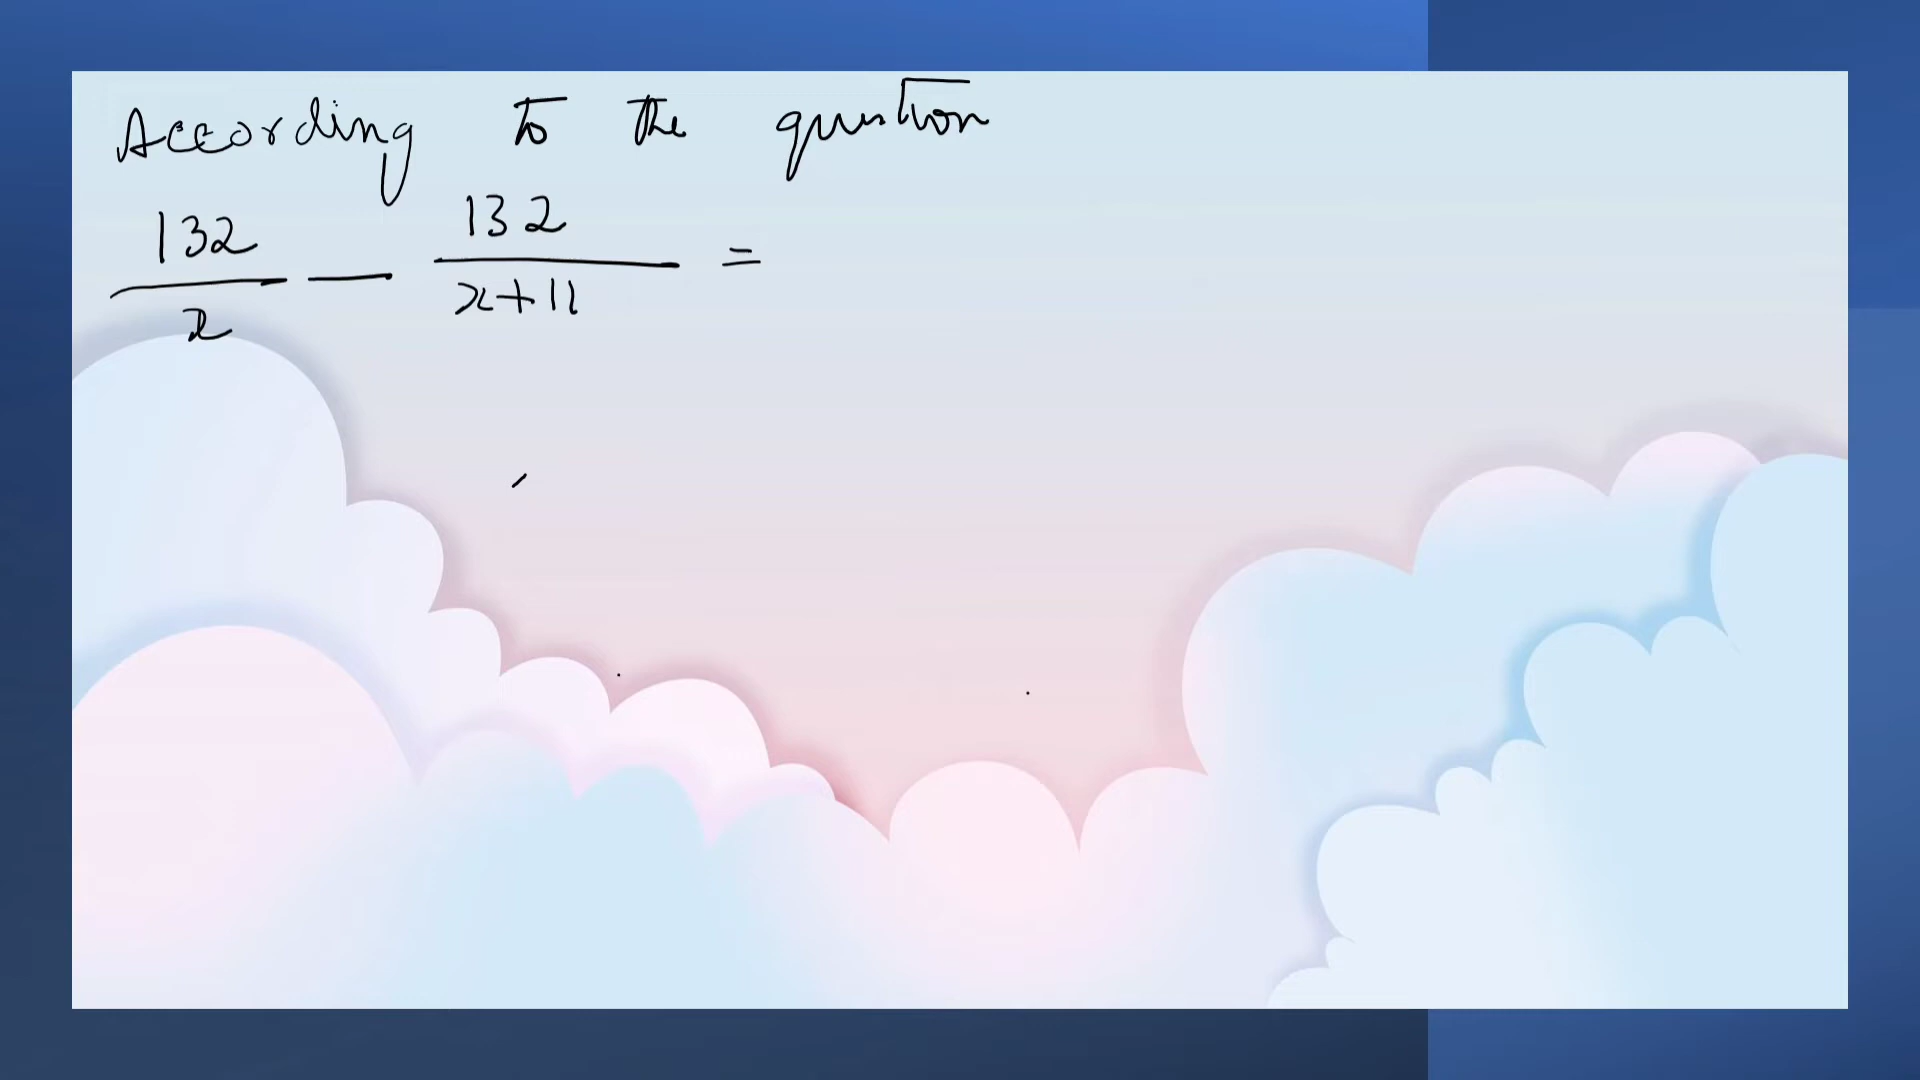 According to the question
132/x — 132/x+11 =